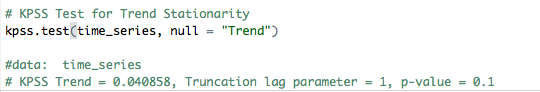 # KPSS Test for Trend Stationarity
kpss.test(time_series, null = "Trend")
#data:  time_series
# KPSS Trend = 0.040858, Truncation lag parameter = 1, p-value = 0.1